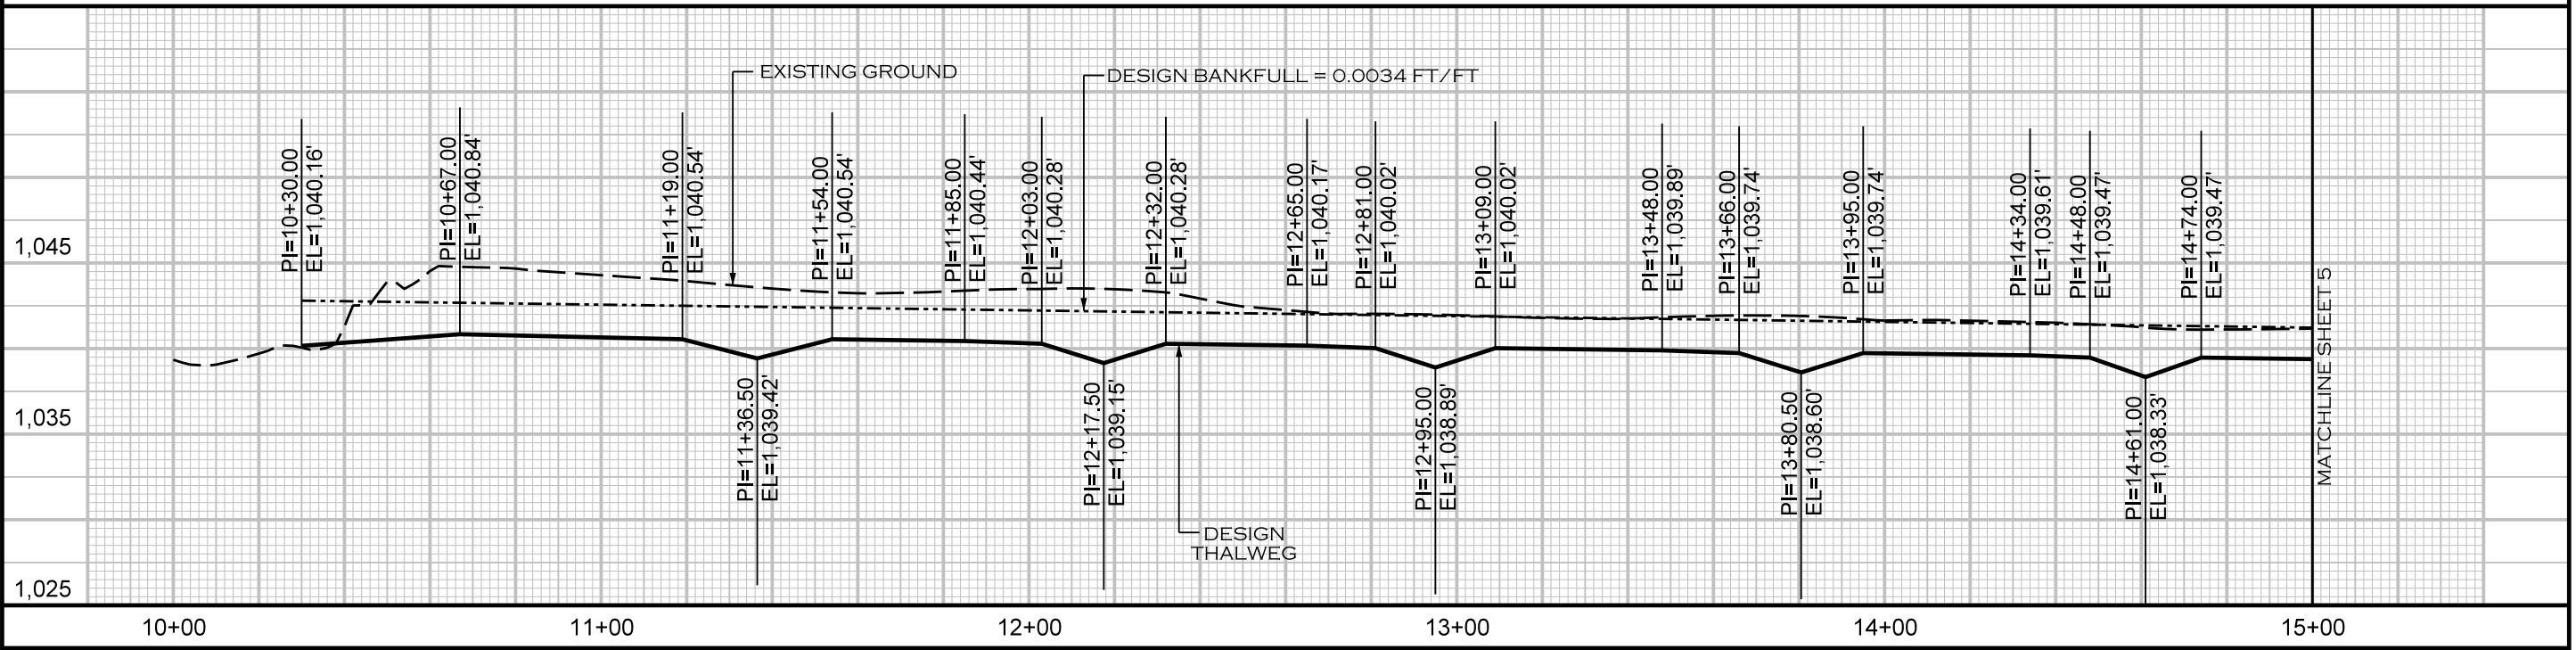 EXISTING GROUND
DESIGN BANKFULL = 0.0034 FT/FT
PI=10+30.00
EL=1,040.16'
PI=10+67.00
EL=1,040.84'
PI=11+19.00
EL=1,040.54'
PI=11+54.00
EL=1,040.54'
PI=11+85.00
EL=1,040.44'
PI=12+03.00
EL=1,040.28'
PI=12+32.00
EL=1,040.28'
PI=12+65.00
EL=1,040.17'
PI=12+81.00
EL=1,040.02'
PI=13+09.00
EL=1,040.02'
PI=13+48.00
EL=1,039.89'
PI=13+66.00
EL=1,039.74'
PI=13+95.00
EL=1,039.74'
PI=14+34.00
EL=1,039.61'
PI=14+48.00
EL=1,039.47'
PI=14+74.00
EL=1,039.47'
1,045
1,035
1,025
PI=11+36.50
EL=1,039.42'
PI=12+17.50
EL=1,039.15'
PI=12+95.00
EL=1,038.89'
PI=13+80.50
EL=1,038.60'
PI=14+61.00
EL=1,038.33'
MATCHLINE SHEET 5
DESIGN
THALWEG
10+00
11+00
12+00
13+00
14+00
15+00